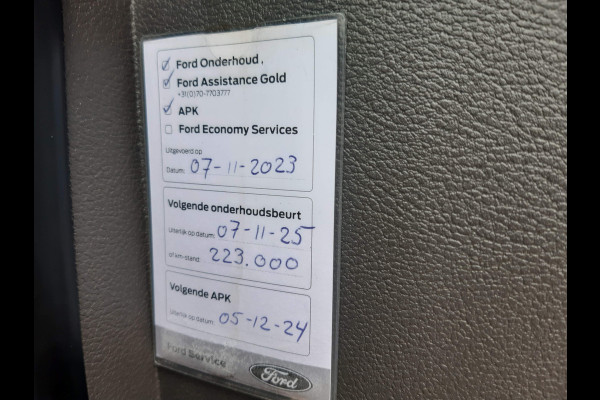 Ford Onderhoud,
Ford Assistance Gold
+31(0)70-7703777
APK
Ford Economy Services
Uitgevoerd op
Datum: 07-11-2023
Volgende onderhoudsbeurt
Uiterlijk op datum: 07-11-25
of km-stand: 223.000
Volgende APK
Uiterlijk op datum: 05-12-24
Ford Service
Ford